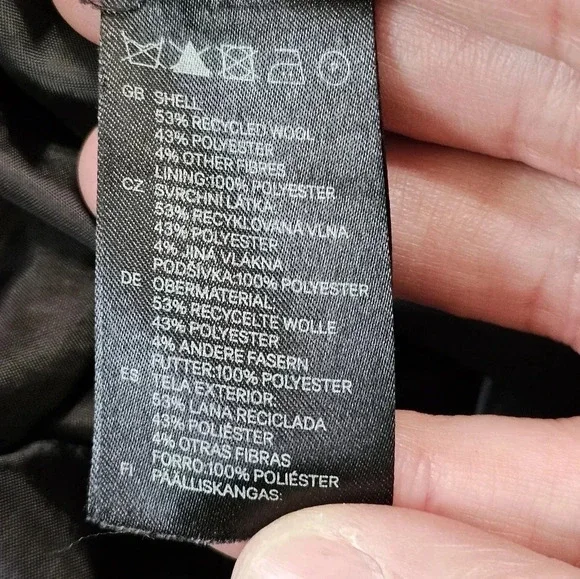 GB SHELL:
53% RECYCLED WOOL
43% POLYESTER
4% OTHER FIBRES
LINING:100% POLYESTER
CZ SVRCHNÍ LÁTKA:
53% RECYKLOVANÁ VLNA
43% POLYESTER
4% JINÁ VLÁKNA
PODŠÍVKA:100% POLYESTER
DE OBERMATERIAL:
53% RECYCELTE WOLLE
43% POLYESTER
4% ANDERE FASERN
FUTTER:100% POLYESTER
ES TELA EXTERIOR:
53% LANA RECICLADA
43% POLIÉSTER
4% OTRAS FIBRAS
FORRO:100% POLIÉSTER
FI PÄÄLLISKANGAS: